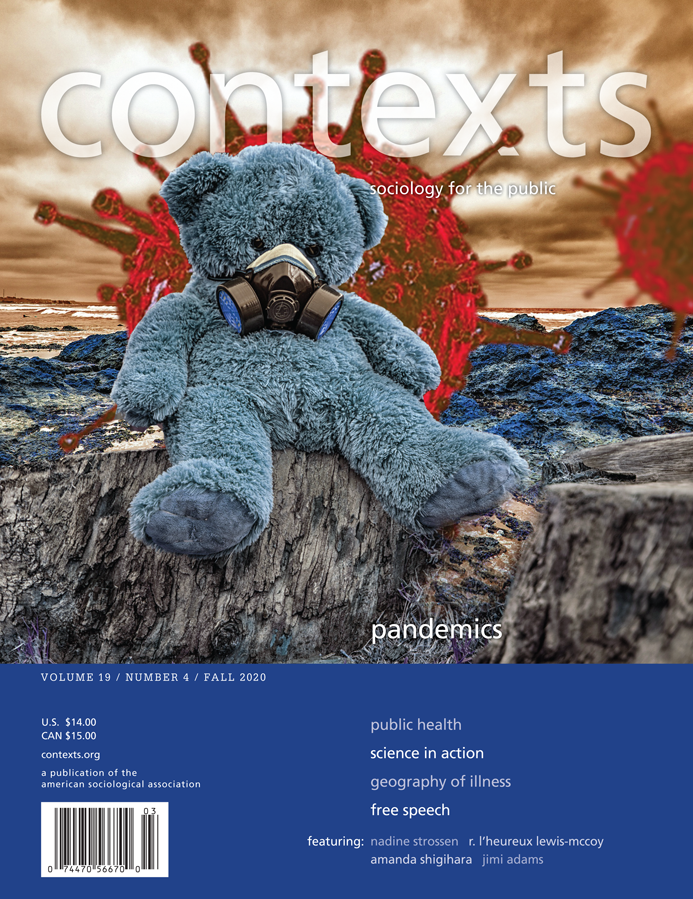 contexts
sociology for the public
pandemics
VOLUME 19 / NUMBER 4 / FALL 2020
U.S. $14.00
CAN $15.00
contexts.org
a publication of the
american sociological association
03
0 74470 56670 0
public health
science in action
geography of illness
free speech
featuring: nadine strossen r. l'heureux lewis-mccoy
amanda shigihara jimi adams